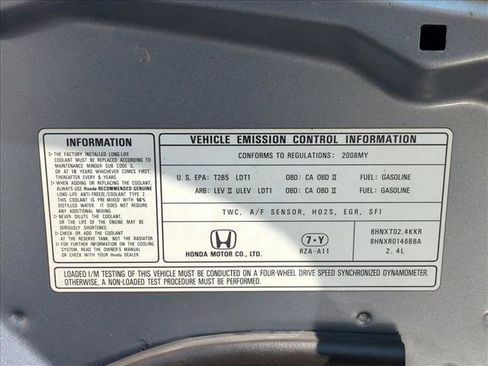 INFORMATION
▷ THE FACTORY INSTALLED LONG-LIFE
COOLANT MUST BE REPLACED ACCORDING TO
MAINTENANCE MINDER SUB CODE 5,
OR AT 10 YEARS WHICHEVER COMES FIRST,
THEREAFTER EVERY 5 YEARS.
▷ WHEN ADDING OR REPLACING THE COOLANT,
ALWAYS USE Honda RECOMMENDED GENUINE
LONG-LIFE ANTI-FREEZE/COOLANT TYPE 2.
THIS COOLANT IS PREMIXED WITH 50%
DISTILLED WATER. IT DOES NOT REQUIRE
ANY ADDITIONAL MIXING.
▷ NEVER DILUTE THE COOLANT,
OR THE LIFE OF THE ENGINE MAY BE
SERIOUSLY SHORTENED.
▷ CHECK OR ADD THE COOLANT
AT THE RESERVE TANK, NOT THE RADIATOR
▷ FOR FURTHER INFORMATION ON THE COOLING
SYSTEM, READ THE OWNER'S MANUAL
OR CHECK WITH YOUR Honda DEALER.
VEHICLE EMISSION CONTROL INFORMATION
CONFORMS TO REGULATIONS: 2008MY
U.S. EPA: T2B5 LDT1 OBD: CA OBD II FUEL: GASOLINE
ARB: LEV II ULEV LDT1 OBD: CA OBD II FUEL: GASOLINE
TWC, A/F SENSOR, HO2S, EGR, SFI
HONDA MOTOR CO., LTD.
7-Y
RZA-A11
8HNXT02.4KKR
8HNXR0146BBA
2.4L
LOADED I/M TESTING OF THIS VEHICLE MUST BE CONDUCTED ON A FOUR-WHEEL DRIVE SPEED SYNCHRONIZED DYNAMOMETER.
OTHERWISE, A NON-LOADED TEST PROCEDURE MUST BE USED.